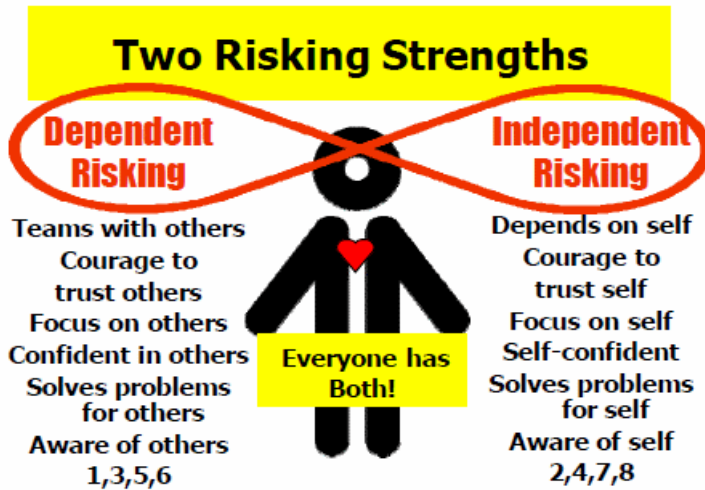 Two Risking Strengths
Dependent
Risking
Teams with others
Courage to
trust others
Focus on others
Confident in others
Solves problems
for others
Aware of others
1,3,5,6
Everyone has
Both!
Independent
Risking
Depends on self
Courage to
trust self
Focus on self
Self-confident
Solves problems
for self
Aware of self
2,4,7,8